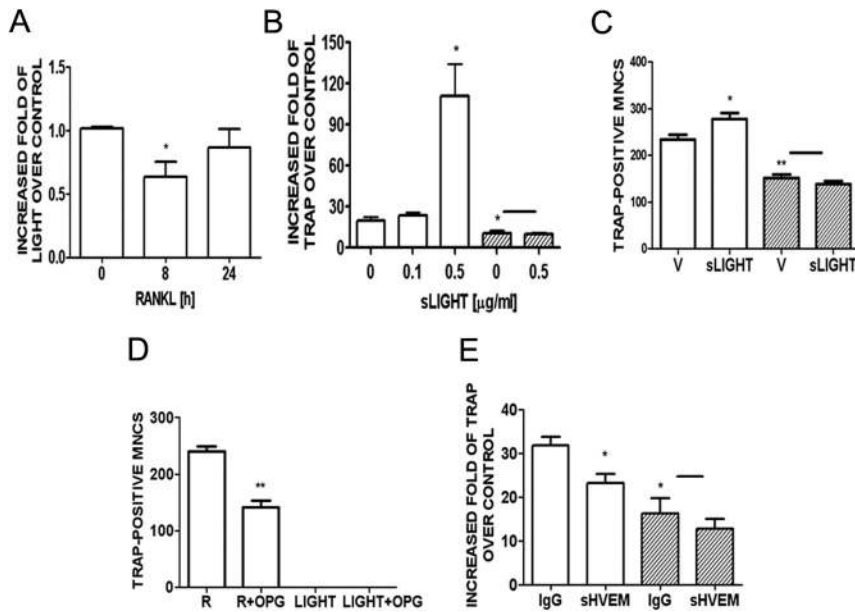 A
INCREASED FOLD OF
LIGHT OVER CONTROL
1.5
1.0
0.5
0.0
*
0 8 24
RANKL [h]
B
INCREASED FOLD OF
TRAP OVER CONTROL
150
120
90
60
30
0
*
*
0 0.1 0.5 0 0.5
sLIGHT [µg/ml]
C
TRAP-POSITIVE MNCS
400
300
200
100
0
*
**
V sLIGHT V sLIGHT
D
TRAP-POSITIVE MNCS
300
200
100
0
**
R R+OPG LIGHT LIGHT+OPG
E
INCREASED FOLD OF TRAP
OVER CONTROL
40
30
20
10
0
*
*
IgG sHVEM IgG sHVEM